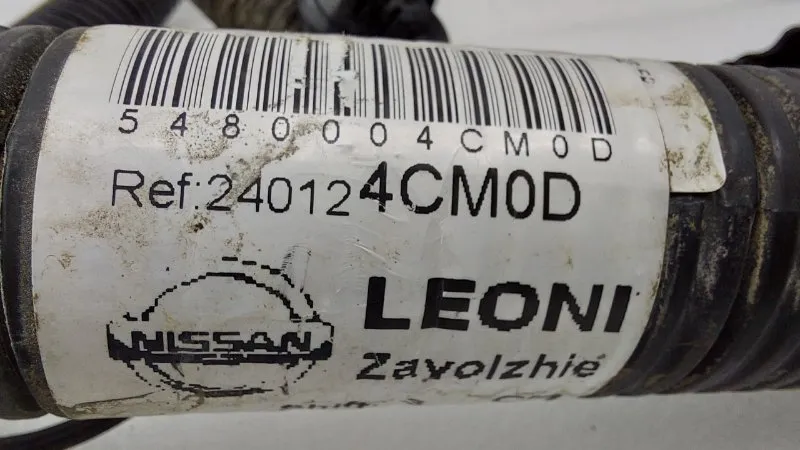 5480004CM0D
Ref:240124CM0D
NISSAN
LEONI
Zavolzhie